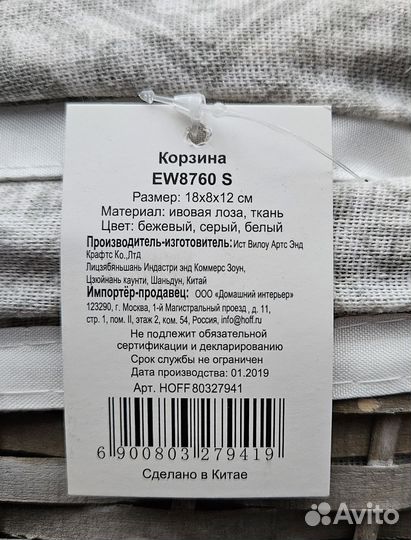 Корзина
EW8760 S
Размер: 18x8x12 см
Материал: ивовая лоза, ткань
Цвет: бежевый, серый, белый
Производитель-изготовитель: Ист Вилоу Артс Энд
Крафтс Ко.,Лтд
Лицзябяньшань Индастри энд Коммерс Зоун,
Цзюйнань каунти, Шаньдун, Китай
Импортёр-продавец: ООО «Домашний интерьер»
123290, г. Москва, 1-й Магистральный проезд , д. 11,
стр. 1, пом. II, этаж 2, ком. 54, Россия, info@hoff.ru
Не подлежит обязательной
сертификации и декларированию
Срок службы не ограничен
Дата производства: 01.2019
Арт. HOFF80327941
6 900803 279419
Сделано в Китае
Avito